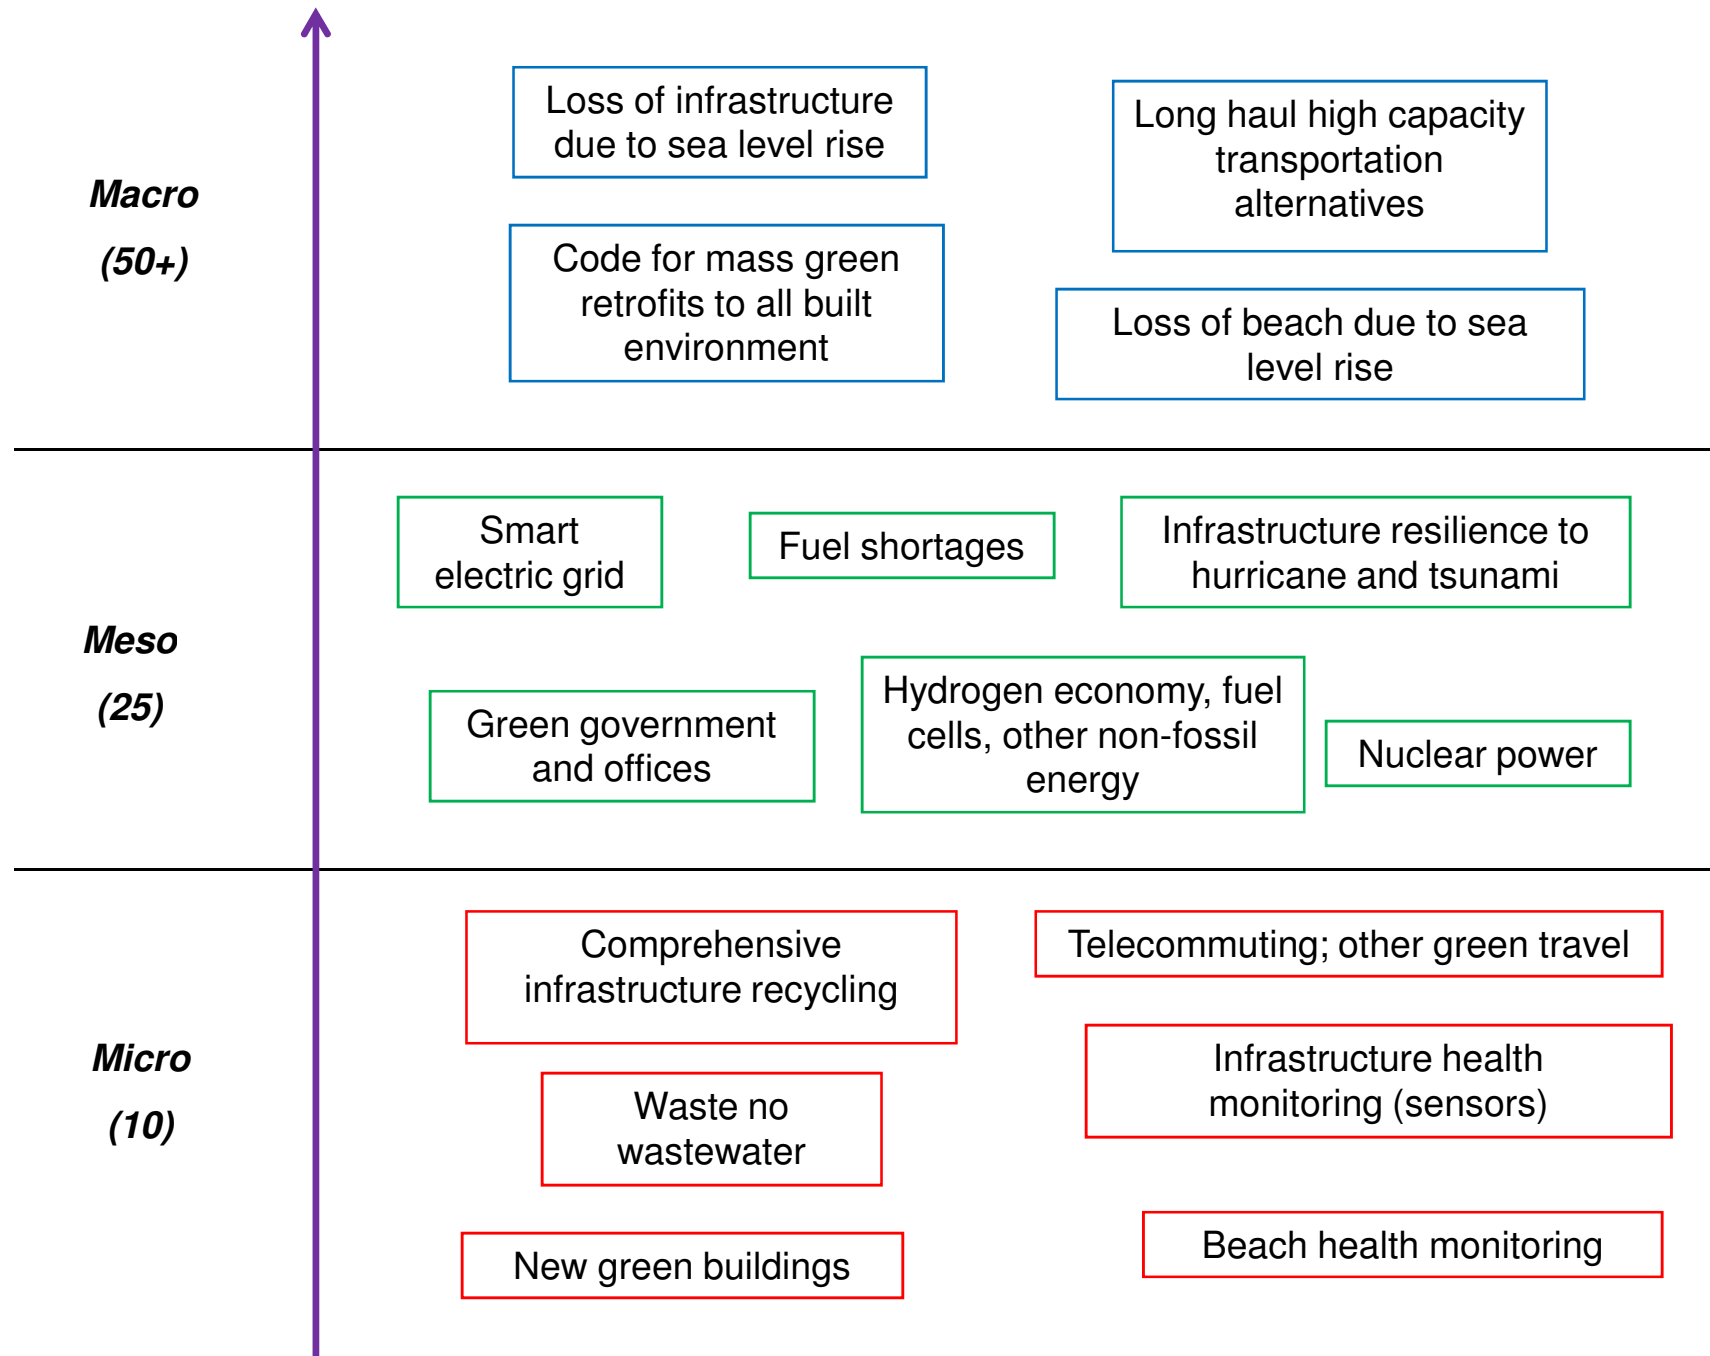 Macro
(50+)
Loss of infrastructure
due to sea level rise
Long haul high capacity
transportation
alternatives
Code for mass green
retrofits to all built
environment
Loss of beach due to sea
level rise
Meso
(25)
Smart
electric grid
Fuel shortages
Infrastructure resilience to
hurricane and tsunami
Green government
and offices
Hydrogen economy, fuel
cells, other non-fossil
energy
Nuclear power
Micro
(10)
Comprehensive
infrastructure recycling
Telecommuting; other green travel
Waste no
wastewater
Infrastructure health
monitoring (sensors)
New green buildings
Beach health monitoring